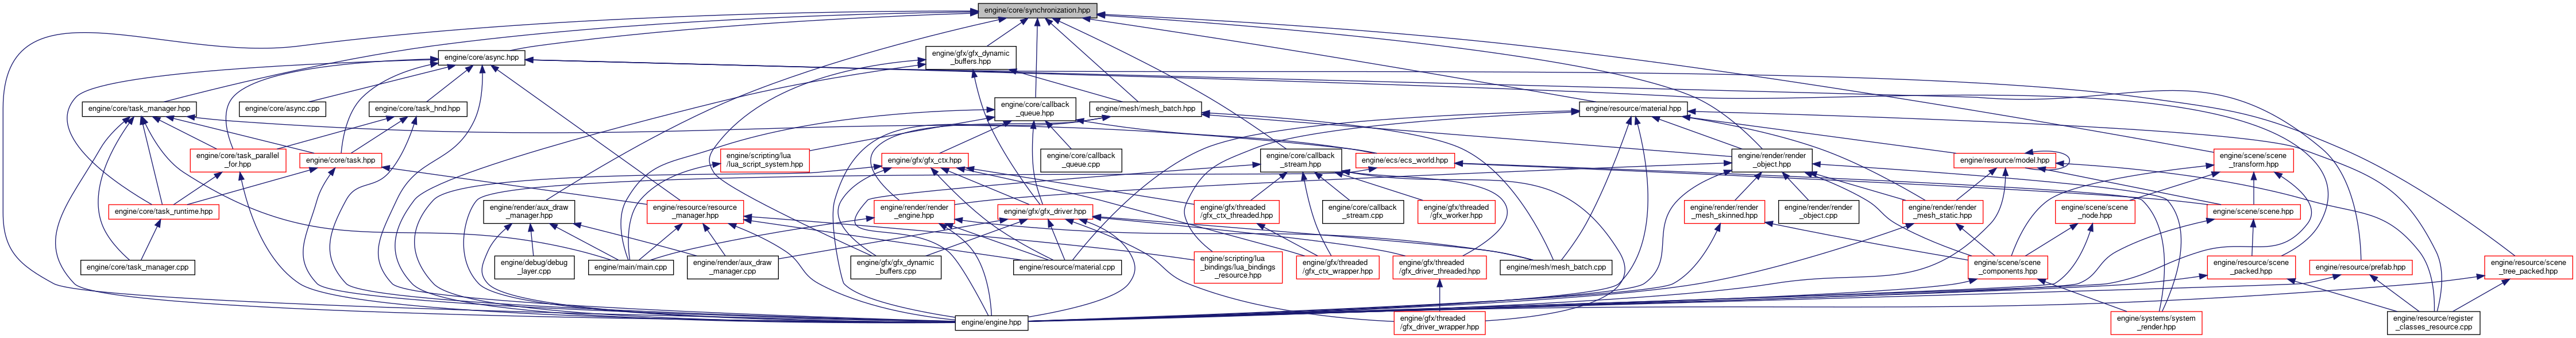 engine/core/synchronization.hpp
engine/core/async.hpp
engine/gfx/gfx_dynamic
_buffers.hpp
engine/core/task_manager.hpp
engine/core/async.cpp
engine/core/task_hnd.hpp
engine/core/callback
_queue.hpp
engine/mesh/mesh_batch.hpp
engine/resource/material.hpp
engine/core/task_parallel
_for.hpp
engine/core/task.hpp
engine/scripting/lua
/lua_script_system.hpp
engine/gfx/gfx_ctx.hpp
engine/core/callback
_queue.cpp
engine/core/callback
_stream.hpp
engine/ecs/ecs_world.hpp
engine/render/render
_object.hpp
engine/resource/model.hpp
engine/scene/scene
_transform.hpp
engine/core/task_runtime.hpp
engine/render/aux_draw
_manager.hpp
engine/resource/resource
_manager.hpp
engine/render/render
_engine.hpp
engine/gfx/gfx_driver.hpp
engine/gfx/threaded
/gfx_ctx_threaded.hpp
engine/core/callback
_stream.cpp
engine/gfx/threaded
/gfx_worker.hpp
engine/render/render
_mesh_skinned.hpp
engine/render/render
_object.cpp
engine/render/render
_mesh_static.hpp
engine/scene/scene
_node.hpp
engine/scene/scene.hpp
engine/core/task_manager.cpp
engine/debug/debug
_layer.cpp
engine/main/main.cpp
engine/render/aux_draw
_manager.cpp
engine/gfx/gfx_dynamic
_buffers.cpp
engine/resource/material.cpp
engine/scripting/lua
_bindings/lua_bindings
_resource.hpp
engine/gfx/threaded
/gfx_ctx_wrapper.hpp
engine/gfx/threaded
/gfx_driver_threaded.hpp
engine/mesh/mesh_batch.cpp
engine/scene/scene
_components.hpp
engine/resource/scene
_packed.hpp
engine/resource/prefab.hpp
engine/resource/scene
_tree_packed.hpp
engine/engine.hpp
engine/gfx/threaded
/gfx_driver_wrapper.hpp
engine/systems/system
_render.hpp
engine/resource/register
_classes_resource.cpp